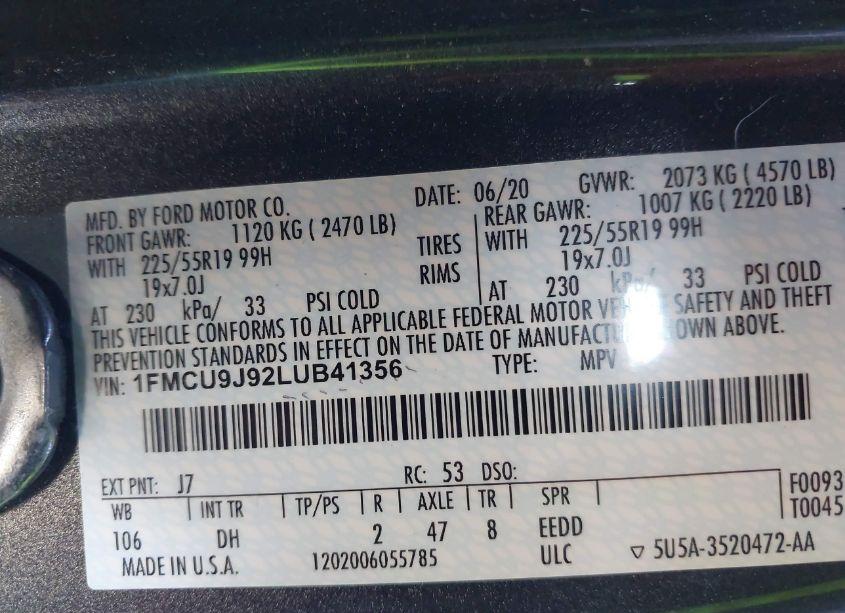 MFD. BY FORD MOTOR CO. DATE: 06/20 GVWR: 2073 KG ( 4570 LB)
FRONT GAWR: 1120 KG ( 2470 LB) REAR GAWR: 1007 KG ( 2220 LB)
WITH 225/55R19 99H TIRES WITH 225/55R19 99H
19x7.0J RIMS 19x7.0J
AT 230 kPa/ 33 PSI COLD AT 230 kPa/ 33 PSI COLD
THIS VEHICLE CONFORMS TO ALL APPLICABLE FEDERAL MOTOR SAFETY AND THEFT
PREVENTION STANDARDS IN EFFECT ON THE DATE OF MANUFACTURE SHOWN ABOVE.
VIN: 1FMCU9J92LUB41356 TYPE: MPV
EXT PNT: J7 RC: 53 DSO:
WB INT TR TP/PS R AXLE TR SPR F0093
106 DH 2 47 8 EEDD T0045
MADE IN U.S.A. 1202006055785 ULC ▽ 5U5A-3520472-AA